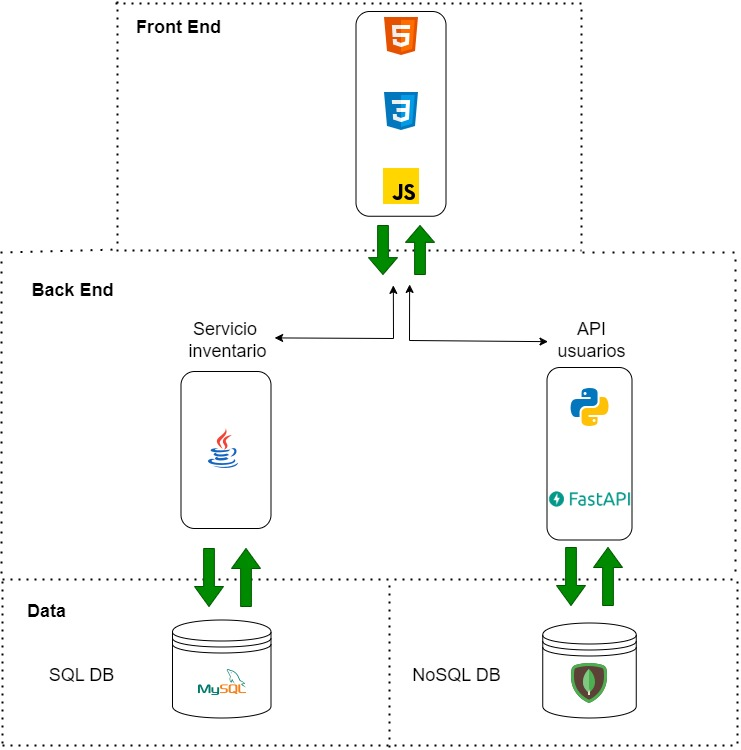 Front End
5
3
JS
Back End
Servicio
inventario
API
usuarios
FastAPI
Data
SQL DB
MySQL
NoSQL DB